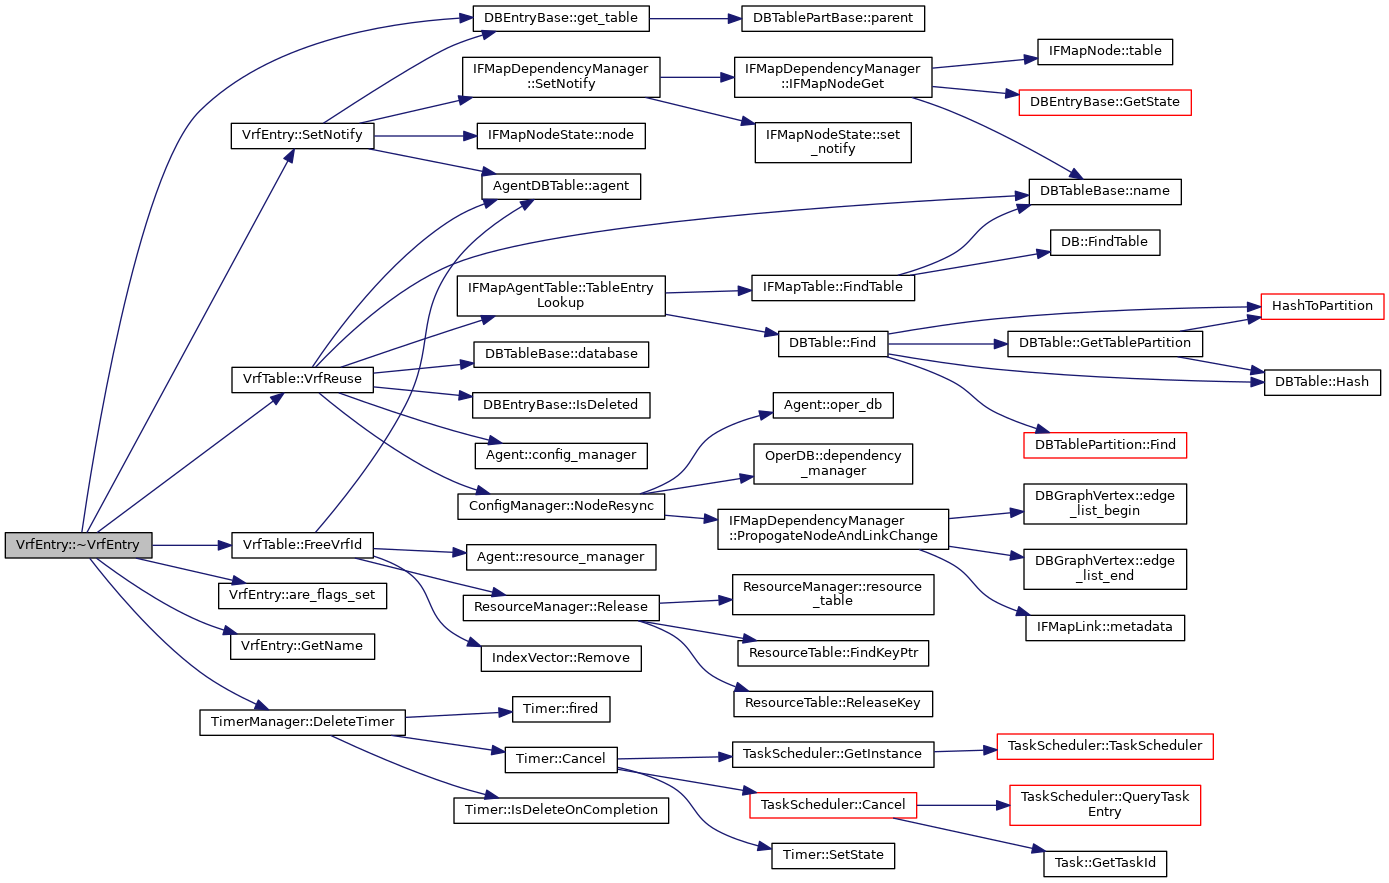 VrfEntry::~VrfEntry
DBEntryBase::get_table
DBTablePartBase::parent
VrfEntry::SetNotify
IFMapDependencyManager
::SetNotify
IFMapDependencyManager
::IFMapNodeGet
IFMapNode::table
DBEntryBase::GetState
IFMapNodeState::node
IFMapNodeState::set
_notify
AgentDBTable::agent
DBTableBase::name
DB::FindTable
IFMapAgentTable::TableEntry
Lookup
IFMapTable::FindTable
HashToPartition
DBTable::Find
DBTable::GetTablePartition
DBTable::Hash
DBTablePartition::Find
VrfTable::VrfReuse
DBTableBase::database
DBEntryBase::IsDeleted
Agent::config_manager
ConfigManager::NodeResync
Agent::oper_db
OperDB::dependency
_manager
IFMapDependencyManager
::PropogateNodeAndLinkChange
DBGraphVertex::edge
_list_begin
DBGraphVertex::edge
_list_end
IFMapLink::metadata
VrfTable::FreeVrfId
Agent::resource_manager
ResourceManager::Release
ResourceManager::resource
_table
ResourceTable::FindKeyPtr
ResourceTable::ReleaseKey
IndexVector::Remove
VrfEntry::are_flags_set
VrfEntry::GetName
TimerManager::DeleteTimer
Timer::fired
Timer::Cancel
Timer::IsDeleteOnCompletion
TaskScheduler::GetInstance
TaskScheduler::TaskScheduler
TaskScheduler::Cancel
TaskScheduler::QueryTask
Entry
Task::GetTaskId
Timer::SetState